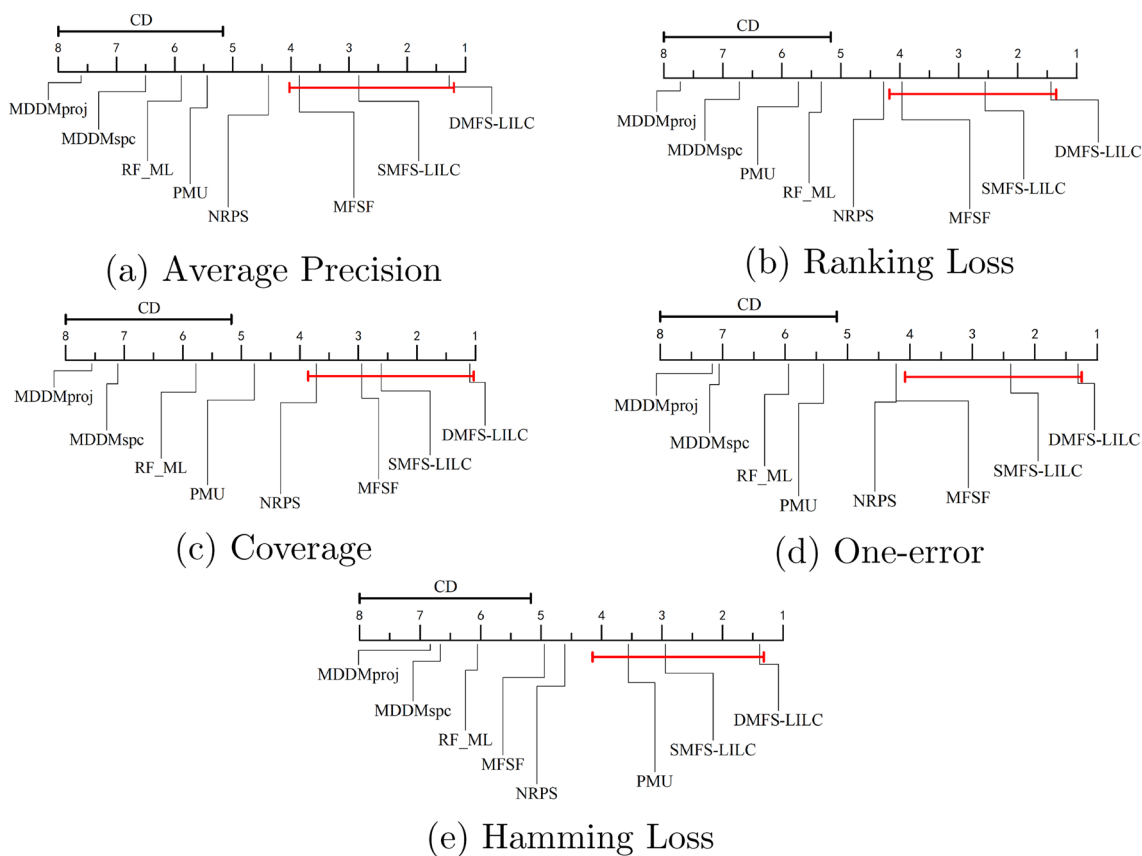 CD
8 7 6 5 4 3 2 1
MDDMproj
DMFS-LILC
MDDMspc
RF_ML
SMFS-LILC
PMU
NRPS
MFSF
(a) Average Precision
CD
8 7 6 5 4 3 2 1
MDDMproj
MDDMspc
DMFS-LILC
PMU
RF_ML
SMFS-LILC
NRPS
MFSF
(b) Ranking Loss
CD
8 7 6 5 4 3 2 1
MDDMproj
MDDMspc
DMFS-LILC
RF_ML
SMFS-LILC
PMU
NRPS
MFSF
(c) Coverage
CD
8 7 6 5 4 3 2 1
MDDMproj
MDDMspc
DMFS-LILC
RF_ML
SMFS-LILC
PMU
NRPS
MFSF
(d) One-error
CD
8 7 6 5 4 3 2 1
MDDMproj
MDDMspc
DMFS-LILC
RF_ML
SMFS-LILC
MFSF
NRPS
PMU
(e) Hamming Loss